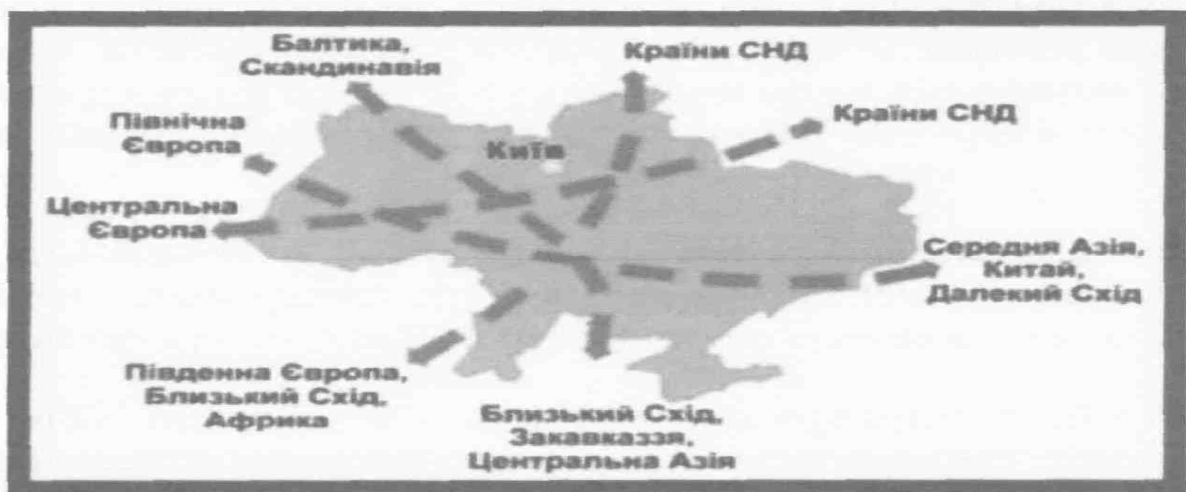 Балтика,
Скандинавія
Країни СНД
Північна
Європа
Країни СНД
Київ
Центральна
Європа
Середня Азія,
Китай,
Далекий Схід
Південна Європа,
Близький Схід,
Африка
Близький Схід,
Закавказзя,
Центральна Азія